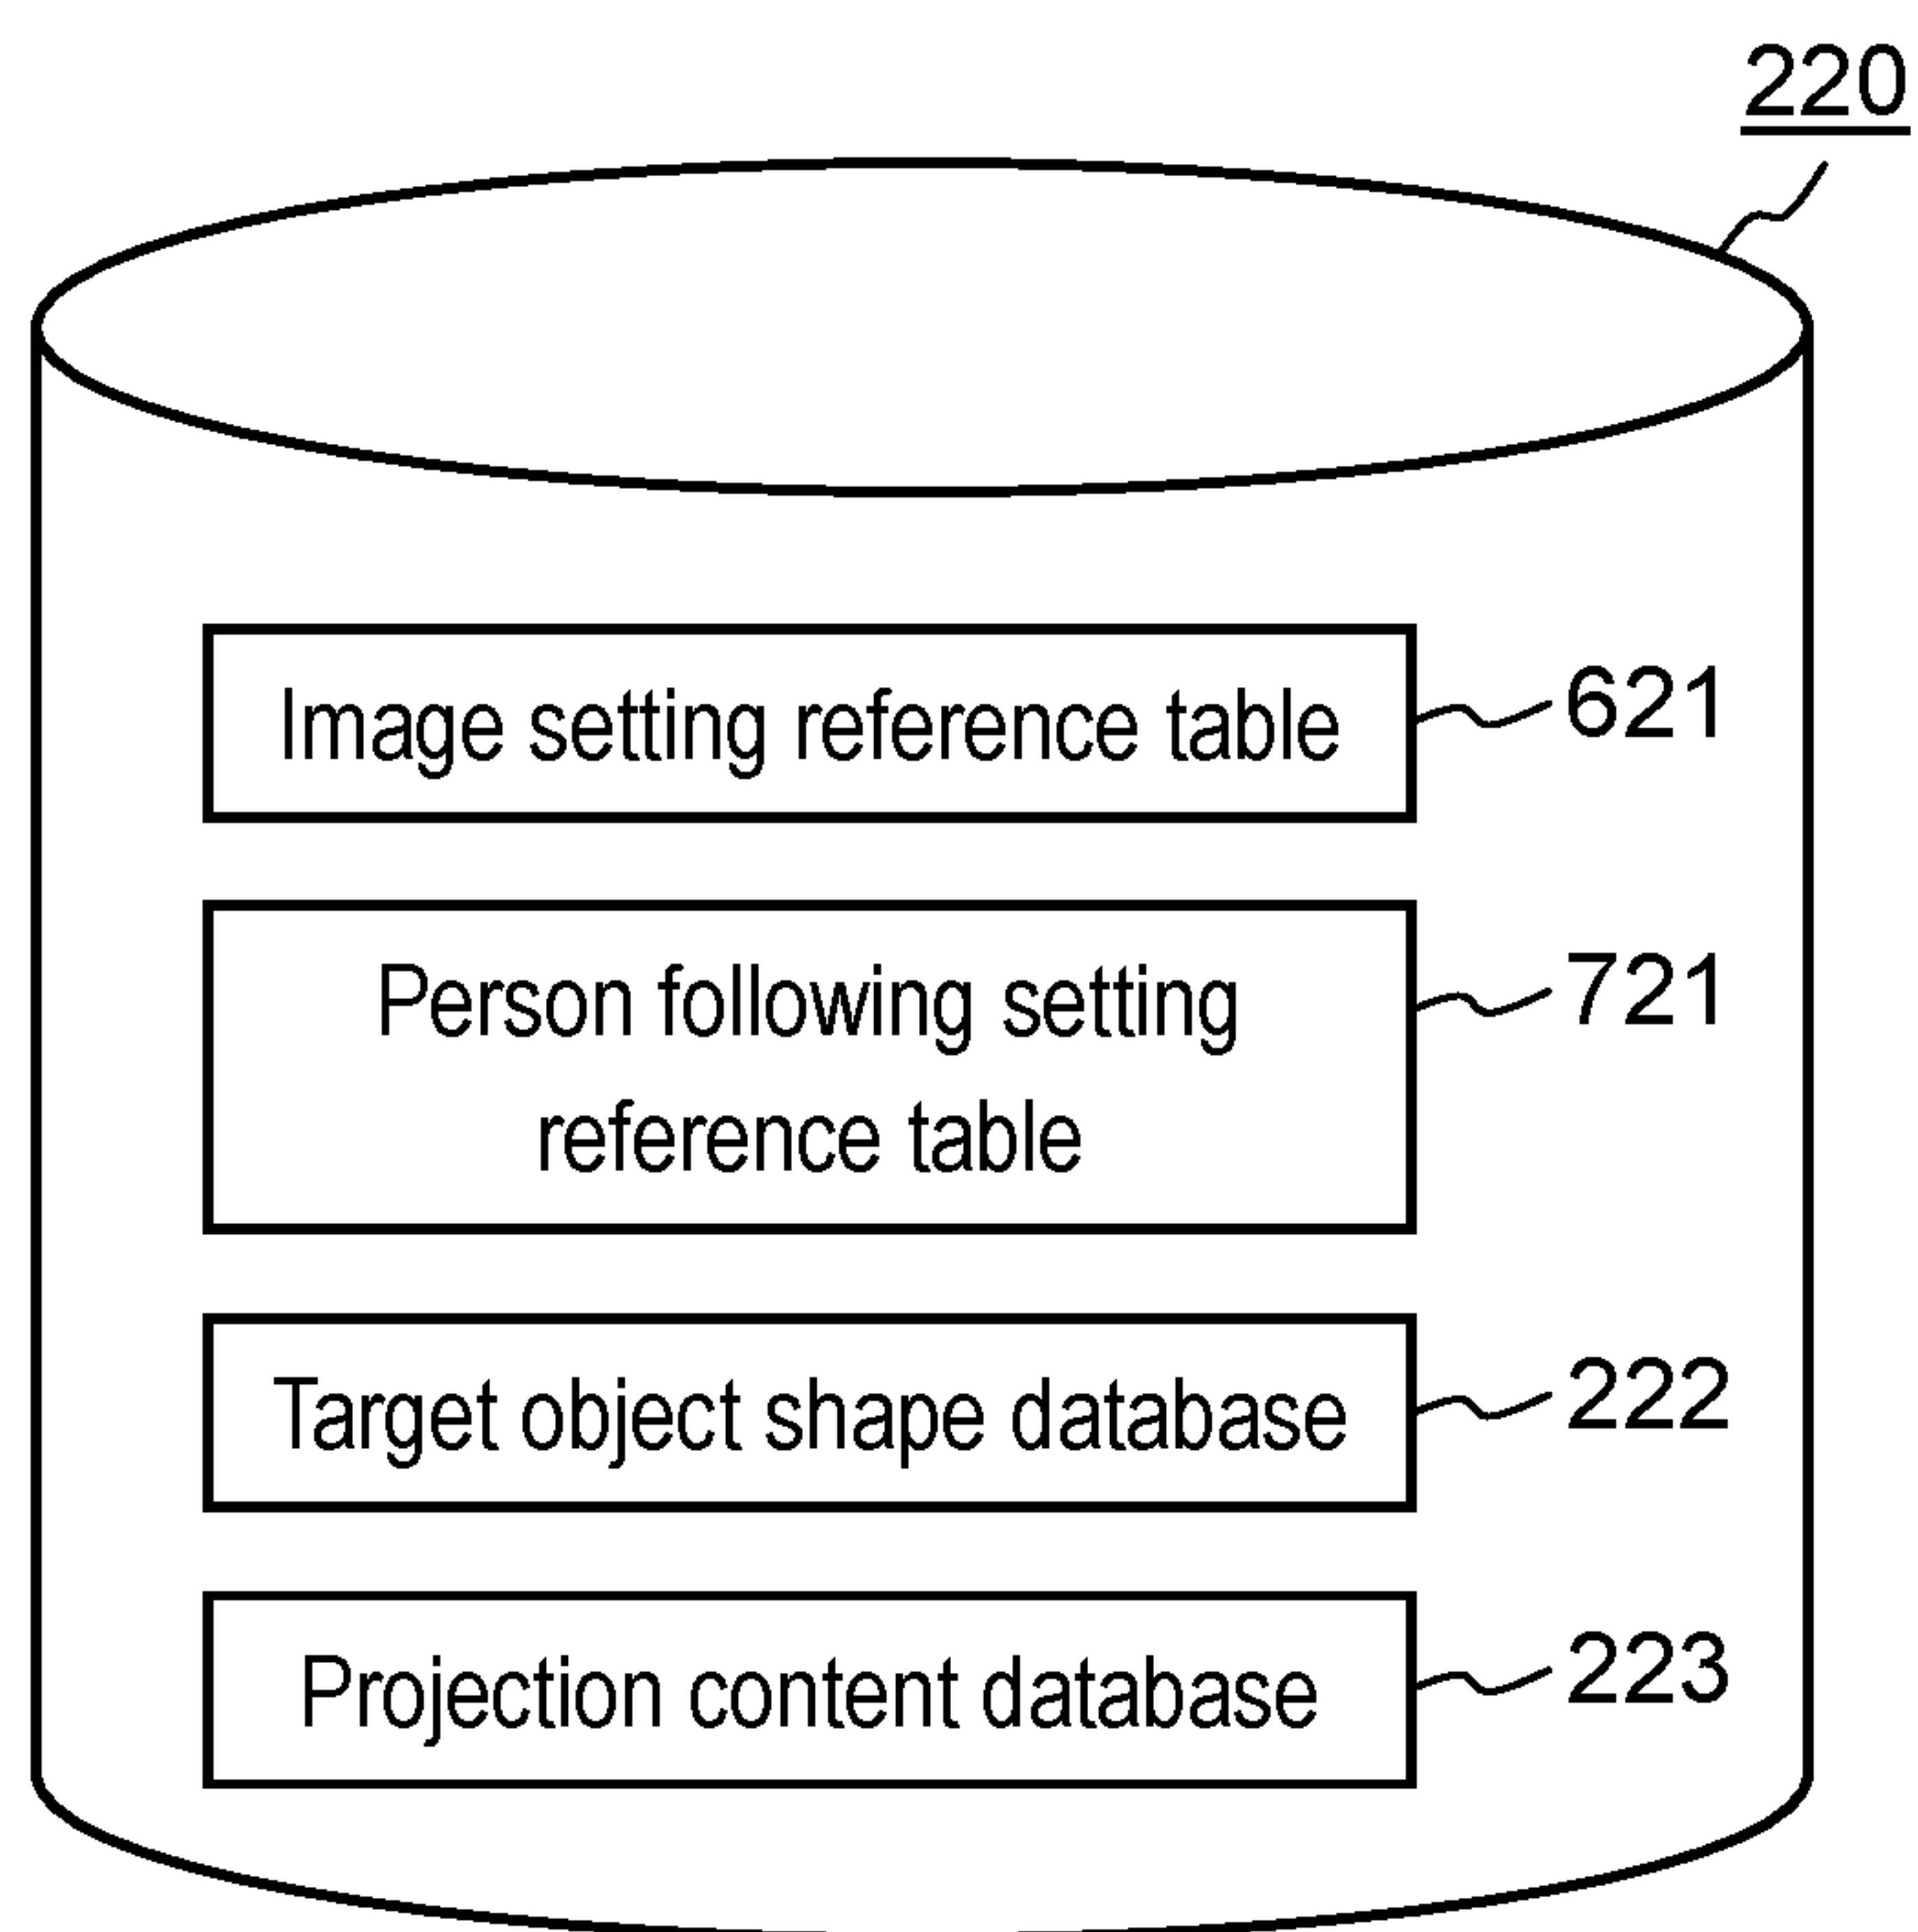 220
Image setting reference table 621
Person following setting 721
reference table
Target object shape database 222
Projection content database 223